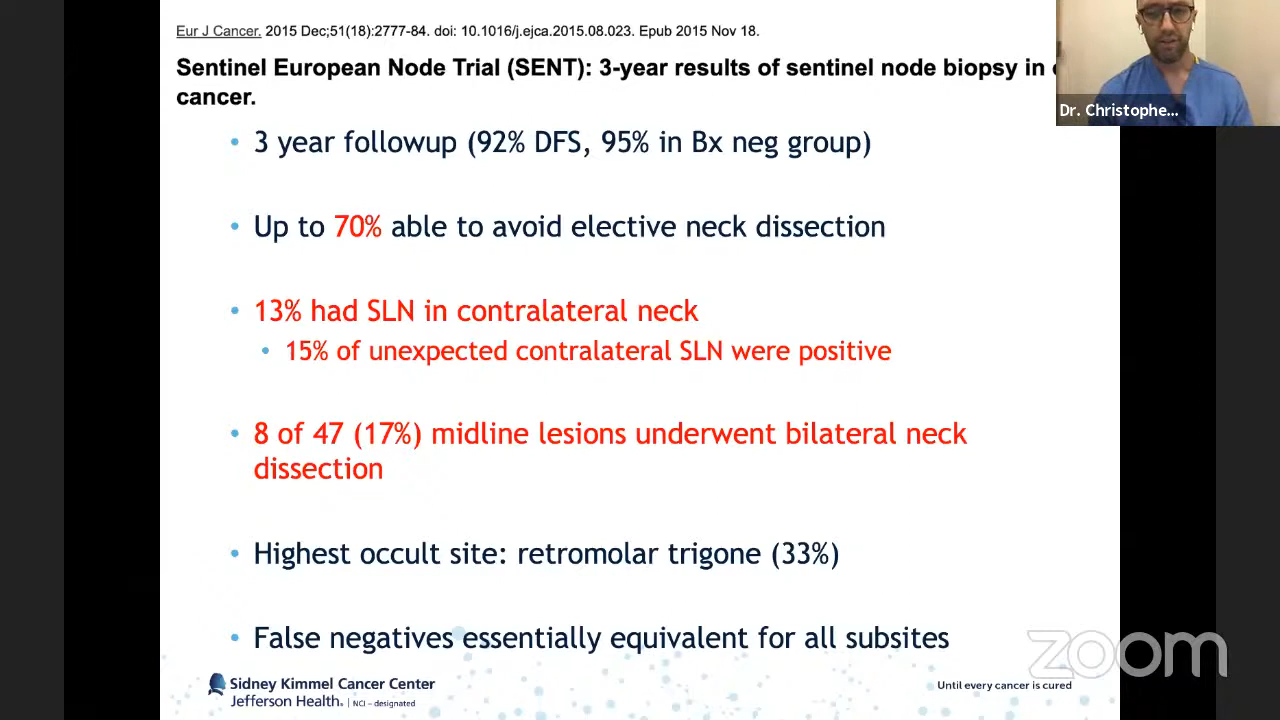 Eur J Cancer. 2015 Dec;51(18):2777-84. doi: 10.1016/j.ejca.2015.08.023. Epub 2015 Nov 18.
Sentinel European Node Trial (SENT): 3-year results of sentinel node biopsy in
cancer.
Dr. Christophe...
• 3 year followup (92% DFS, 95% in Bx neg group)
• Up to 70% able to avoid elective neck dissection
• 13% had SLN in contralateral neck
• 15% of unexpected contralateral SLN were positive
• 8 of 47 (17%) midline lesions underwent bilateral neck
dissection
• Highest occult site: retromolar trigone (33%)
• False negatives essentially equivalent for all subsites
zoom
Sidney Kimmel Cancer Center
Jefferson Health. | NCI – designated
Until every cancer is cured